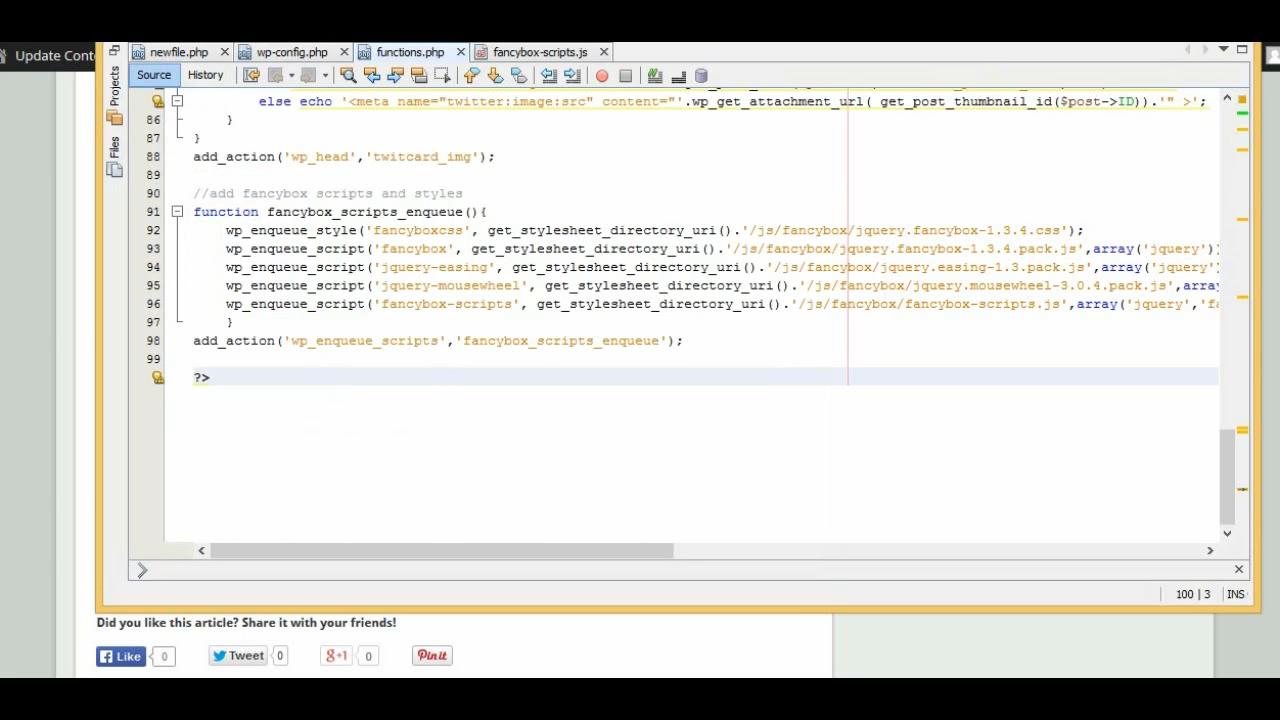 Update Cont
newfile.php
wp-config.php
functions.php
fancybox-scripts.js
Projects
Files
Source
History
else echo '<meta name="twitter:image:src" content="'.wp_get_attachment_url( get_post_thumbnail_id($post->ID)).'" >';
86 }
87 }
88 add_action('wp_head','twitcard_img');
89
90 //add fancybox scripts and styles
91 function fancybox_scripts_enqueue(){
92 wp_enqueue_style('fancyboxcss', get_stylesheet_directory_uri().'/js/fancybox/jquery.fancybox-1.3.4.css');
93 wp_enqueue_script('fancybox', get_stylesheet_directory_uri().'/js/fancybox/jquery.fancybox-1.3.4.pack.js',array('jquery')
94 wp_enqueue_script('jquery-easing', get_stylesheet_directory_uri().'/js/fancybox/jquery.easing-1.3.pack.js',array('jquery')
95 wp_enqueue_script('jquery-mousewheel', get_stylesheet_directory_uri().'/js/fancybox/jquery.mousewheel-3.0.4.pack.js',array
96 wp_enqueue_script('fancybox-scripts', get_stylesheet_directory_uri().'/js/fancybox/fancybox-scripts.js',array('jquery','fa
97 }
98 add_action('wp_enqueue_scripts','fancybox_scripts_enqueue');
99
?>
100 | 3
INS
Did you like this article? Share it with your friends!
Like 0
Tweet 0
g+1 0
Pin it